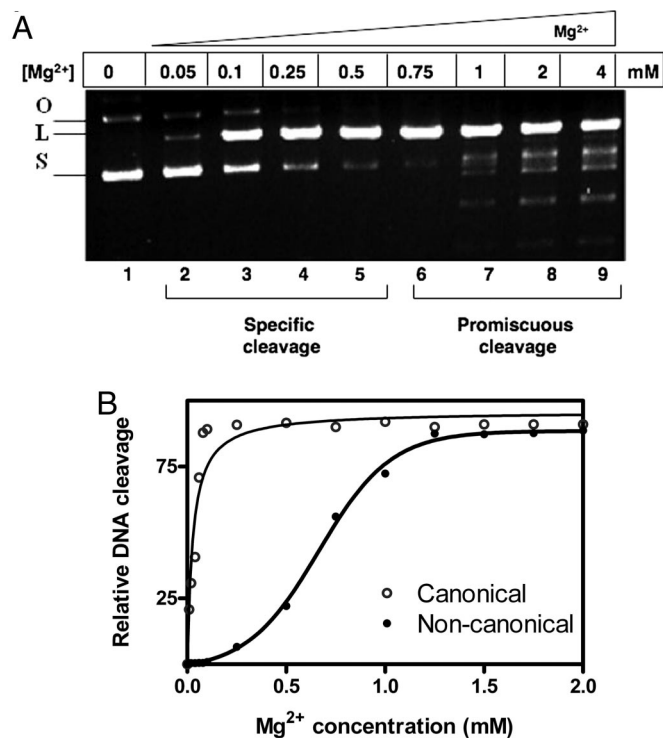 A
Mg2+
[Mg2+] 0 0.05 0.1 0.25 0.5 0.75 1 2 4 mM
O
L
S
1 2 3 4 5 6 7 8 9
Specific cleavage
Promiscuous cleavage
B
Relative DNA cleavage
75
25
Canonical
Non-canonical
0.0 0.5 1.0 1.5 2.0
Mg2+ concentration (mM)